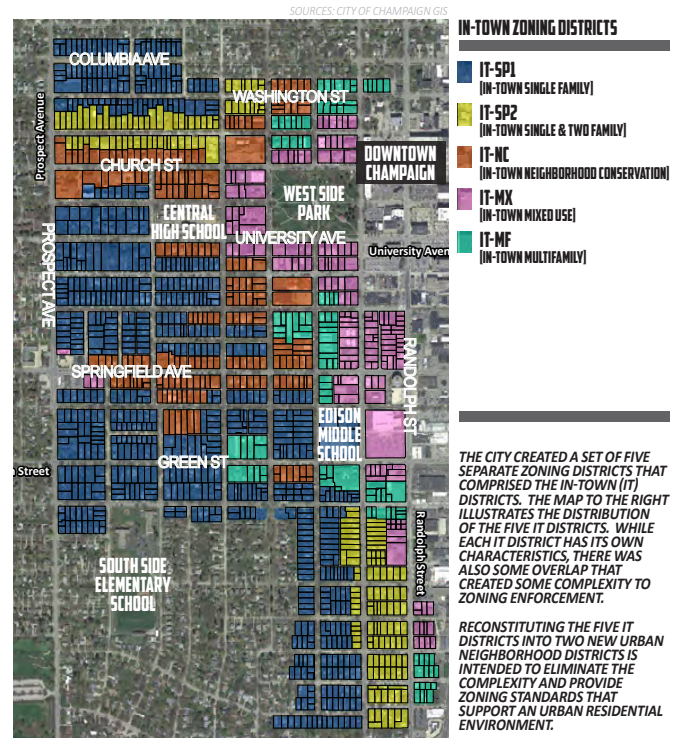 SOURCES: CITY OF CHAMPAIGN GIS
IN-TOWN ZONING DISTRICTS
IT-SP1
[IN-TOWN SINGLE FAMILY]
IT-SP2
[IN-TOWN SINGLE & TWO FAMILY]
IT-NC
[IN-TOWN NEIGHBORHOOD CONSERVATION]
IT-MX
[IN-TOWN MIXED USE]
IT-MF
[IN-TOWN MULTIFAMILY]
COLUMBIA AVE
WASHINGTON ST
Prospect Avenue
DOWNTOWN
CHAMPAIGN
CHURCH ST
WEST SIDE
PARK
CENTRAL
HIGH SCHOOL
UNIVERSITY AVE
University Aven
PROSPECT AVE
RANDOLPH ST
SPRINGFIELD AVE
EDISON
MIDDLE
SCHOOL
GREEN ST
n Street
Randolph Street
SOUTH SIDE
ELEMENTARY
SCHOOL
THE CITY CREATED A SET OF FIVE
SEPARATE ZONING DISTRICTS THAT
COMPRISED THE IN-TOWN (IT)
DISTRICTS. THE MAP TO THE RIGHT
ILLUSTRATES THE DISTRIBUTION
OF THE FIVE IT DISTRICTS. WHILE
EACH IT DISTRICT HAS ITS OWN
CHARACTERISTICS, THERE WAS
ALSO SOME OVERLAP THAT
CREATED SOME COMPLEXITY TO
ZONING ENFORCEMENT.
RECONSTITUTING THE FIVE IT
DISTRICTS INTO TWO NEW URBAN
NEIGHBORHOOD DISTRICTS IS
INTENDED TO ELIMINATE THE
COMPLEXITY AND PROVIDE
ZONING STANDARDS THAT
SUPPORT AN URBAN RESIDENTIAL
ENVIRONMENT.